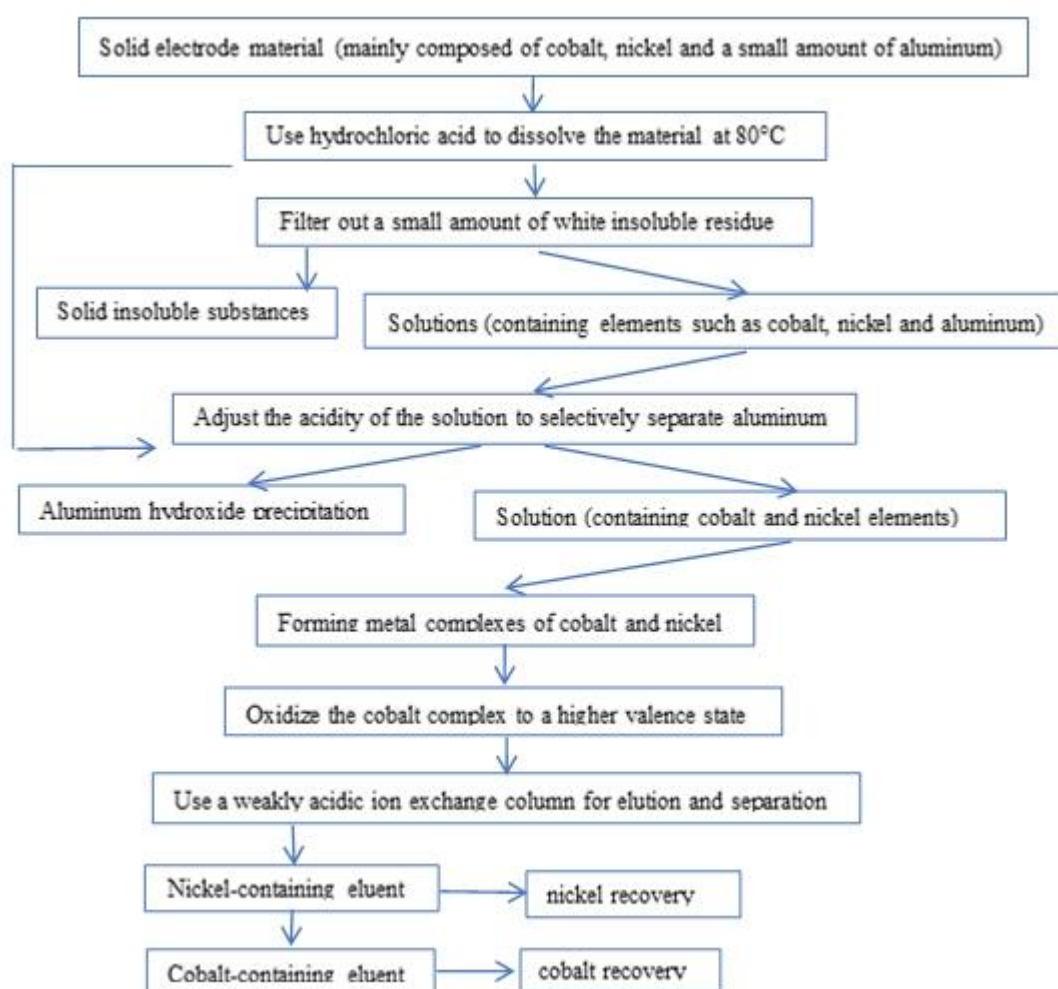 Solid electrode material (mainly composed of cobalt, nickel and a small amount of aluminum)
Use hydrochloric acid to dissolve the material at 80°C
Filter out a small amount of white insoluble residue
Solid insoluble substances
Solutions (containing elements such as cobalt, nickel and aluminum)
Adjust the acidity of the solution to selectively separate aluminum
Aluminum hydroxide precipitation
Solution (containing cobalt and nickel elements)
Forming metal complexes of cobalt and nickel
Oxidize the cobalt complex to a higher valence state
Use a weakly acidic ion exchange column for elution and separation
Nickel-containing eluent
nickel recovery
Cobalt-containing eluent
cobalt recovery